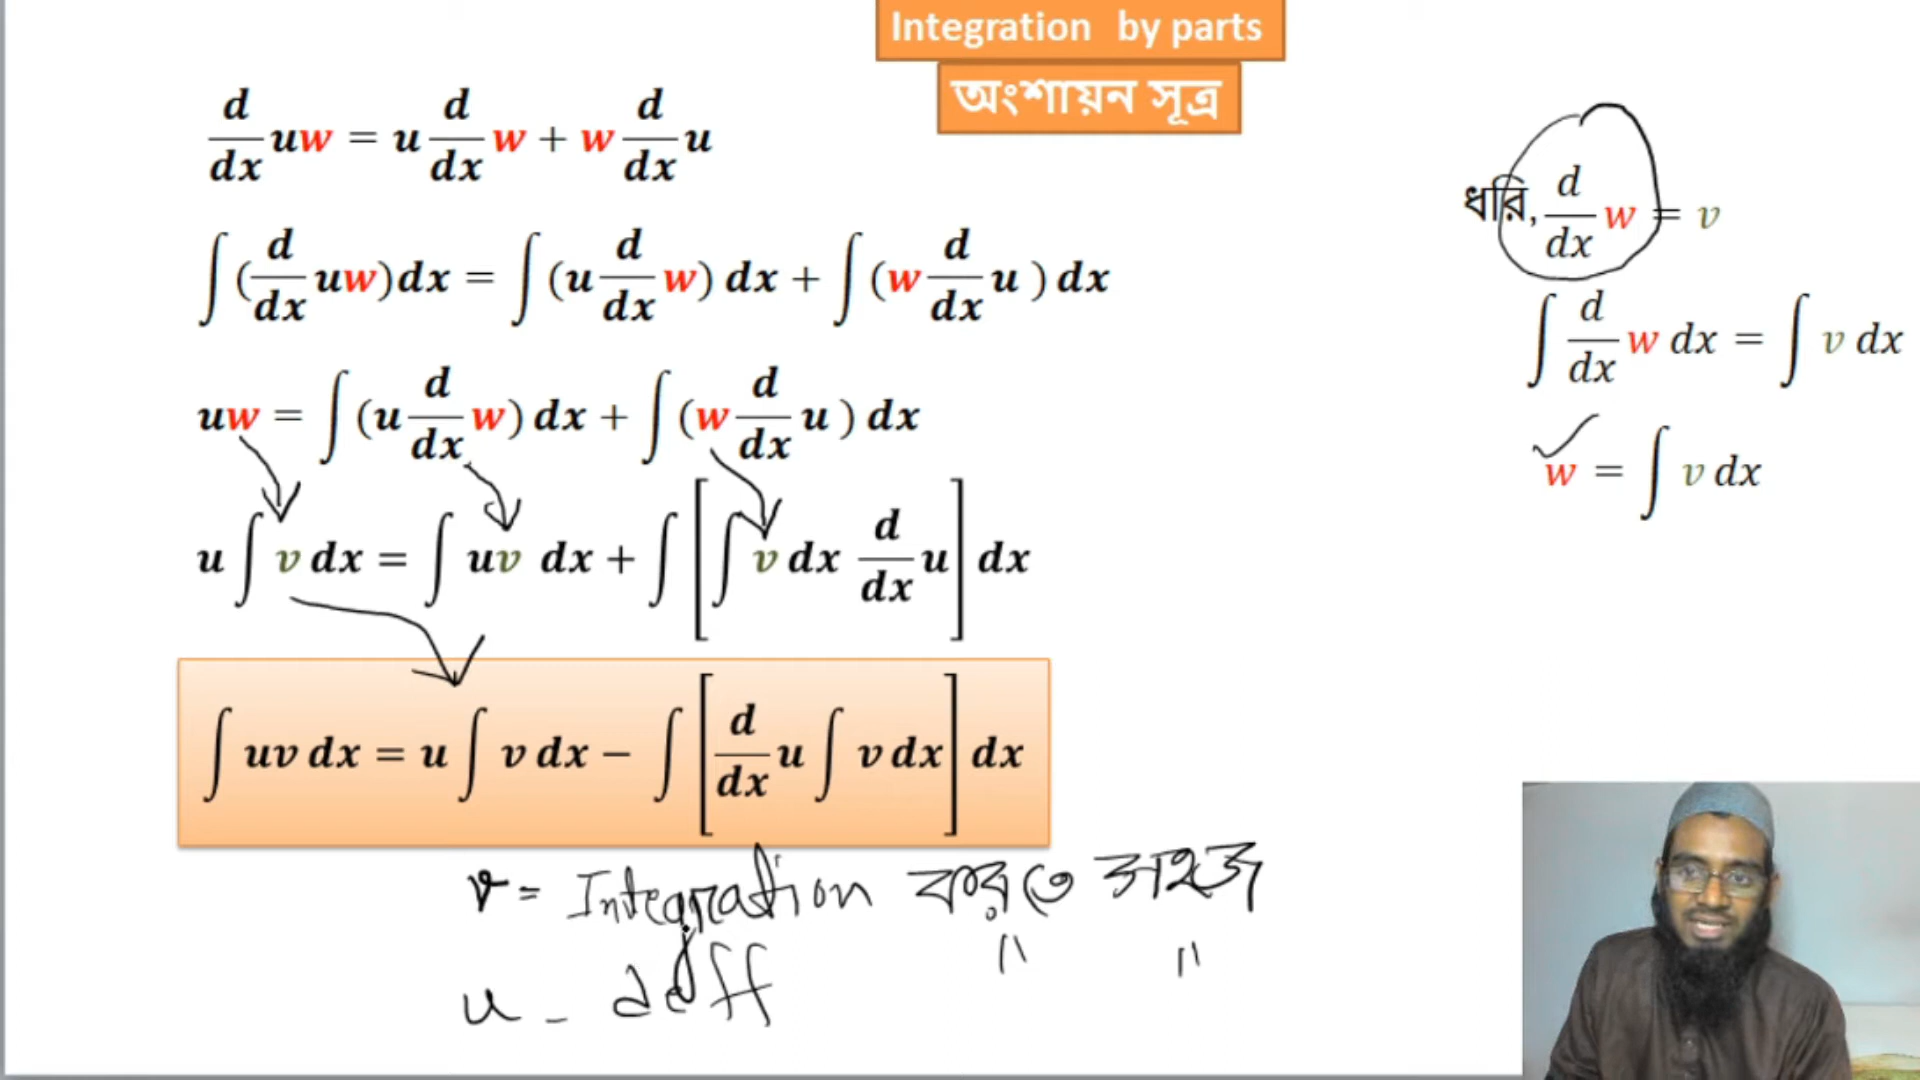 Integration by parts
অংশায়ন সূত্র
d/dx uw = u d/dx w + w d/dx u
∫(d/dx uw)dx = ∫(u d/dx w) dx + ∫(w d/dx u ) dx
uw = ∫(u d/dx w) dx + ∫(w d/dx u ) dx
u∫v dx = ∫uv dx + ∫[∫v dx d/dx u] dx
∫uv dx = u∫v dx − ∫[d/dx u∫v dx] dx
v = Integration করতে সহজ
u - diff " "
ধরি, d/dx w = v
∫ d/dx w dx = ∫ v dx
w = ∫ v dx